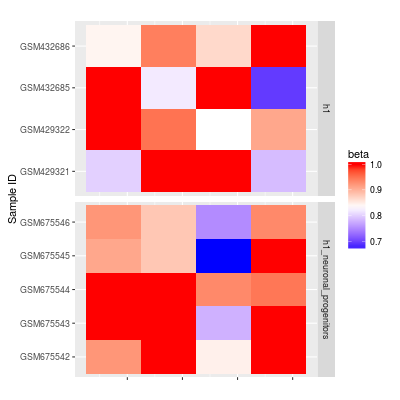 GSM432686
GSM432685
GSM429322
GSM429321
h1
GSM675546
GSM675545
GSM675544
GSM675543
GSM675542
h1_neuronal_progenitors
Sample ID
beta
1.0
0.9
0.8
0.7